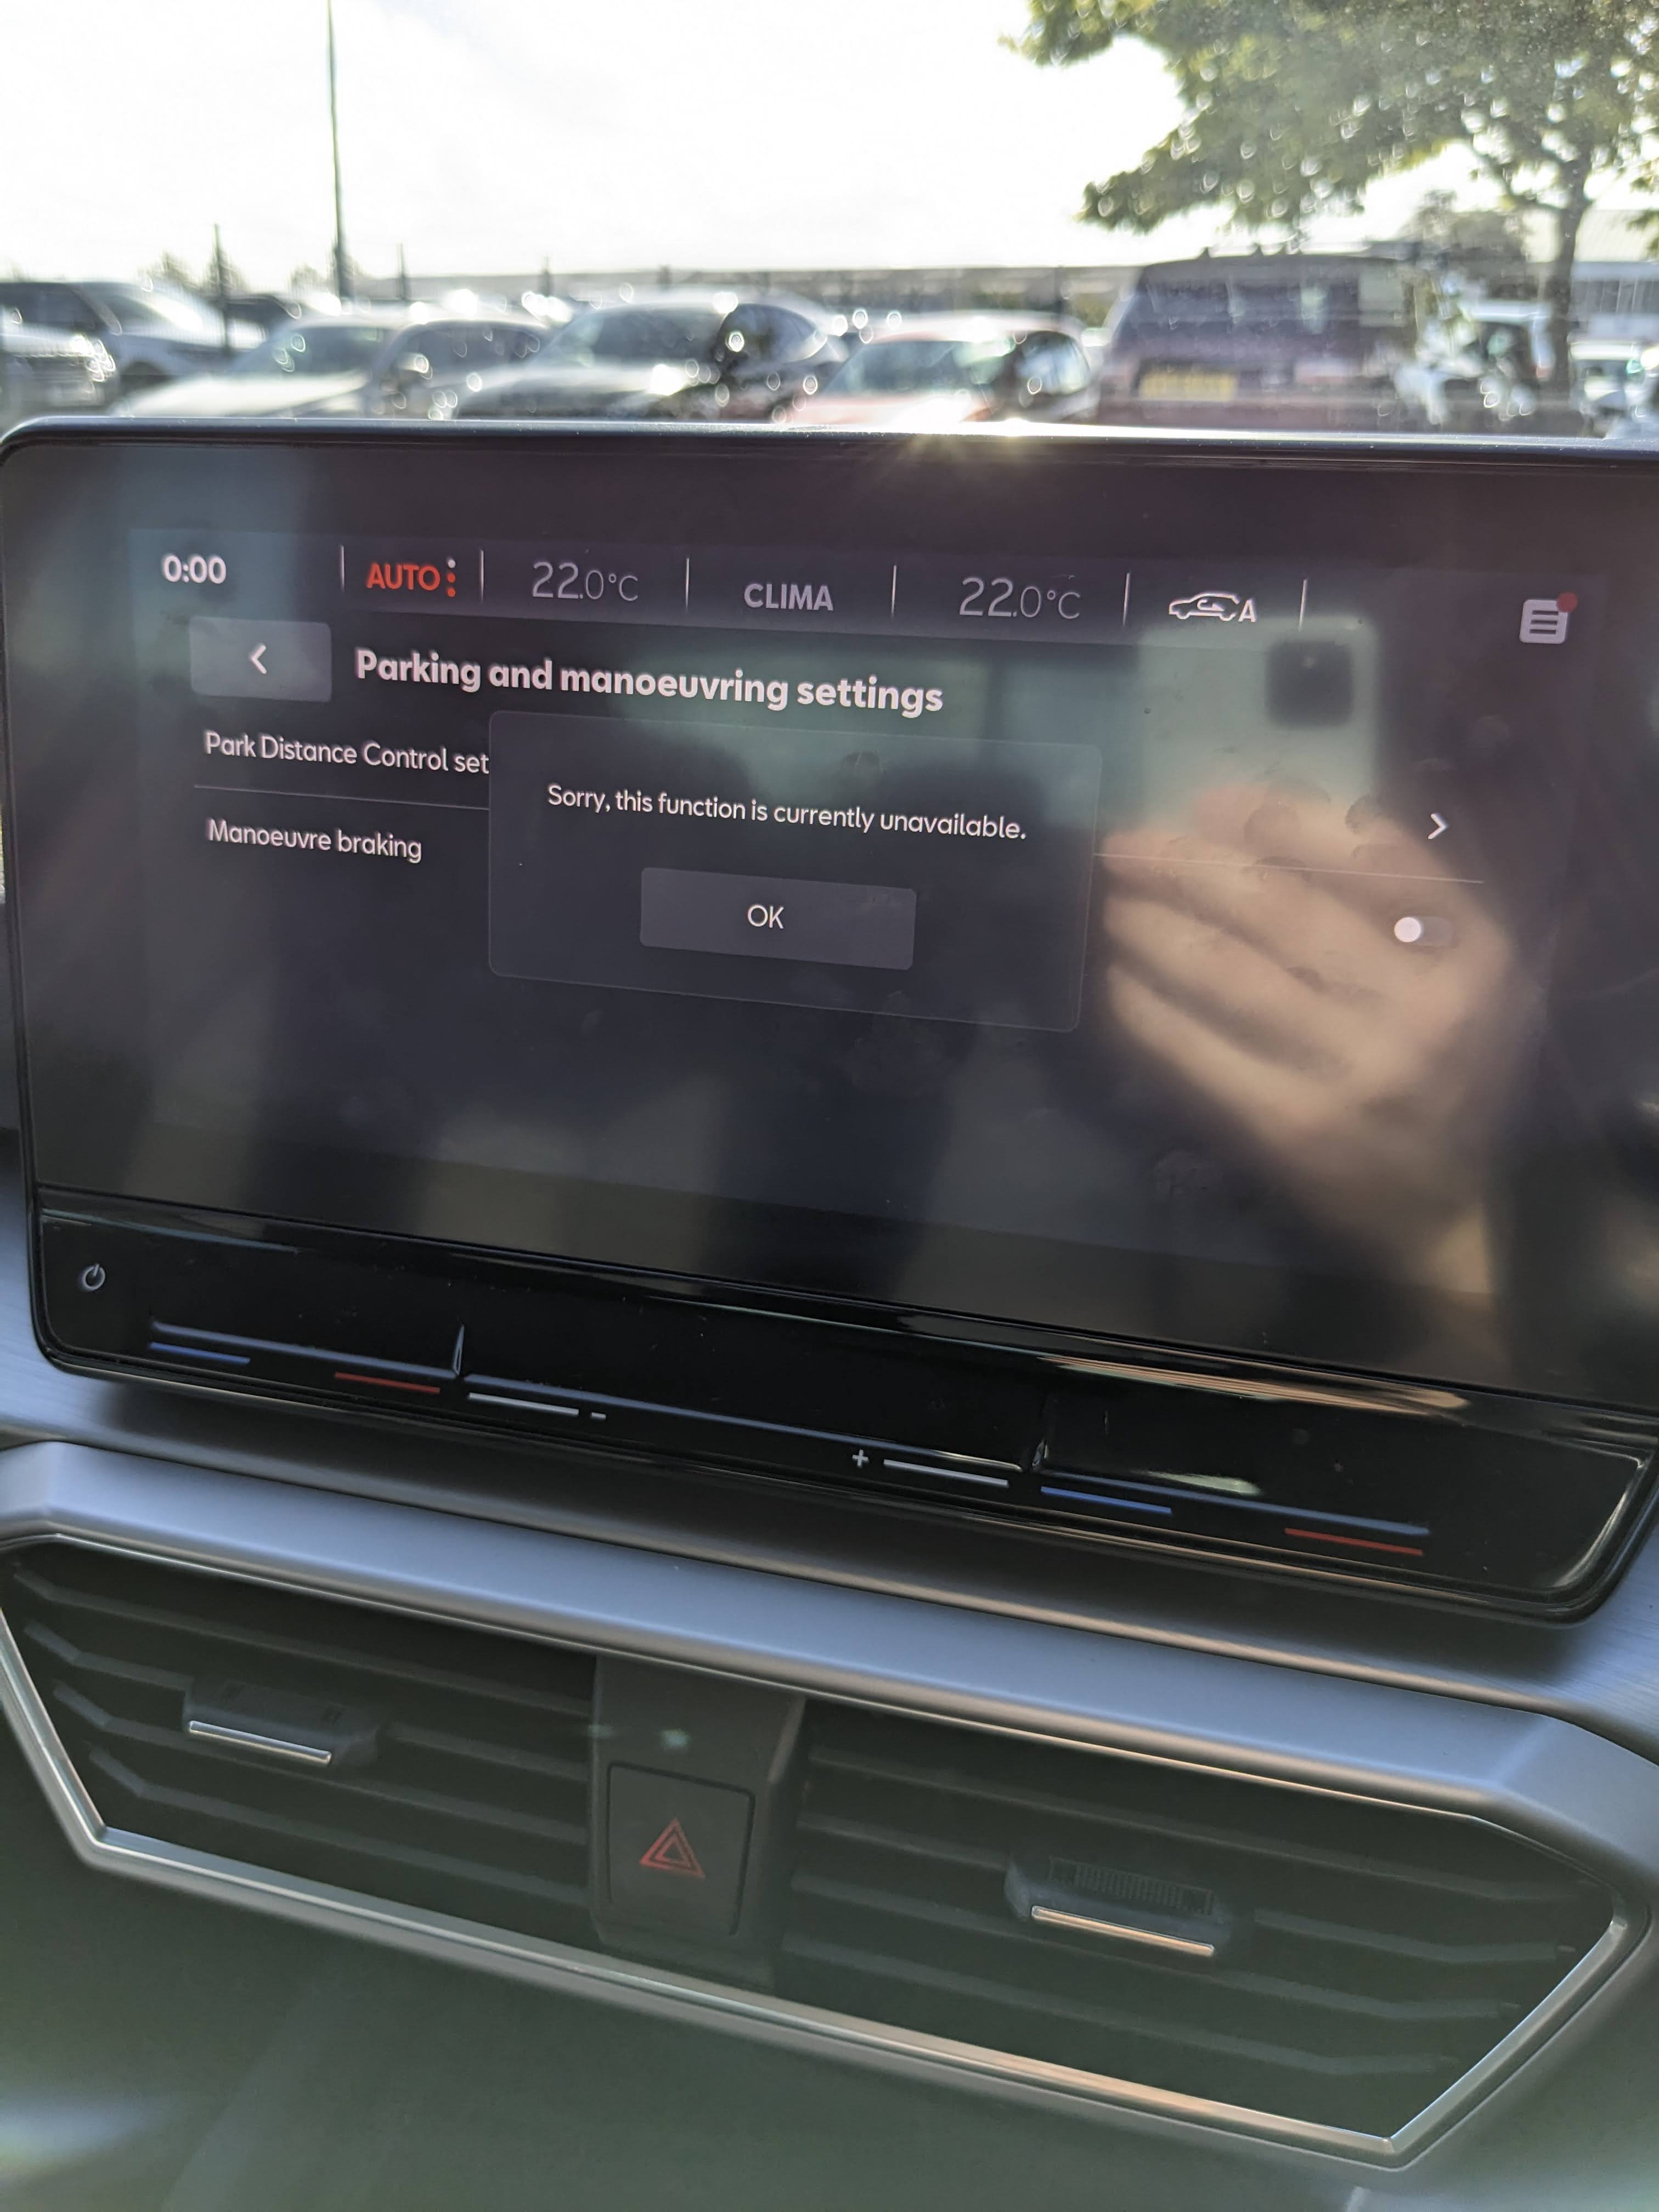 0:00 AUTO 22.0°C CLIMA 22.0°C A
Parking and manoeuvring settings
Park Distance Control set
Sorry, this function is currently unavailable.
Manoeuvre braking
OK
- +